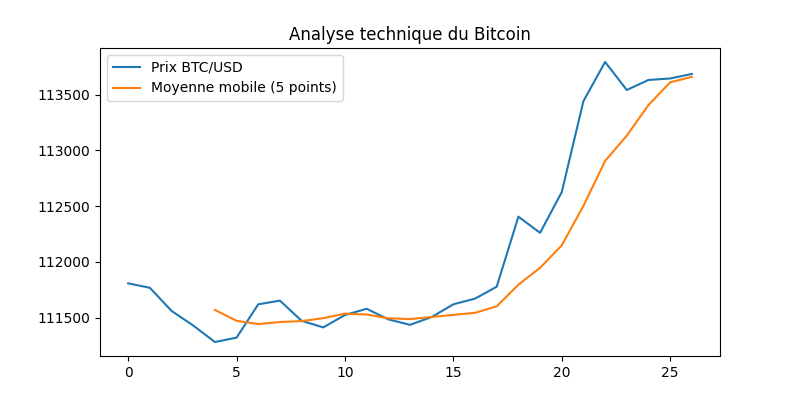 Analyse technique du Bitcoin
Prix BTC/USD
Moyenne mobile (5 points)
113500
113000
112500
112000
111500
0 5 10 15 20 25